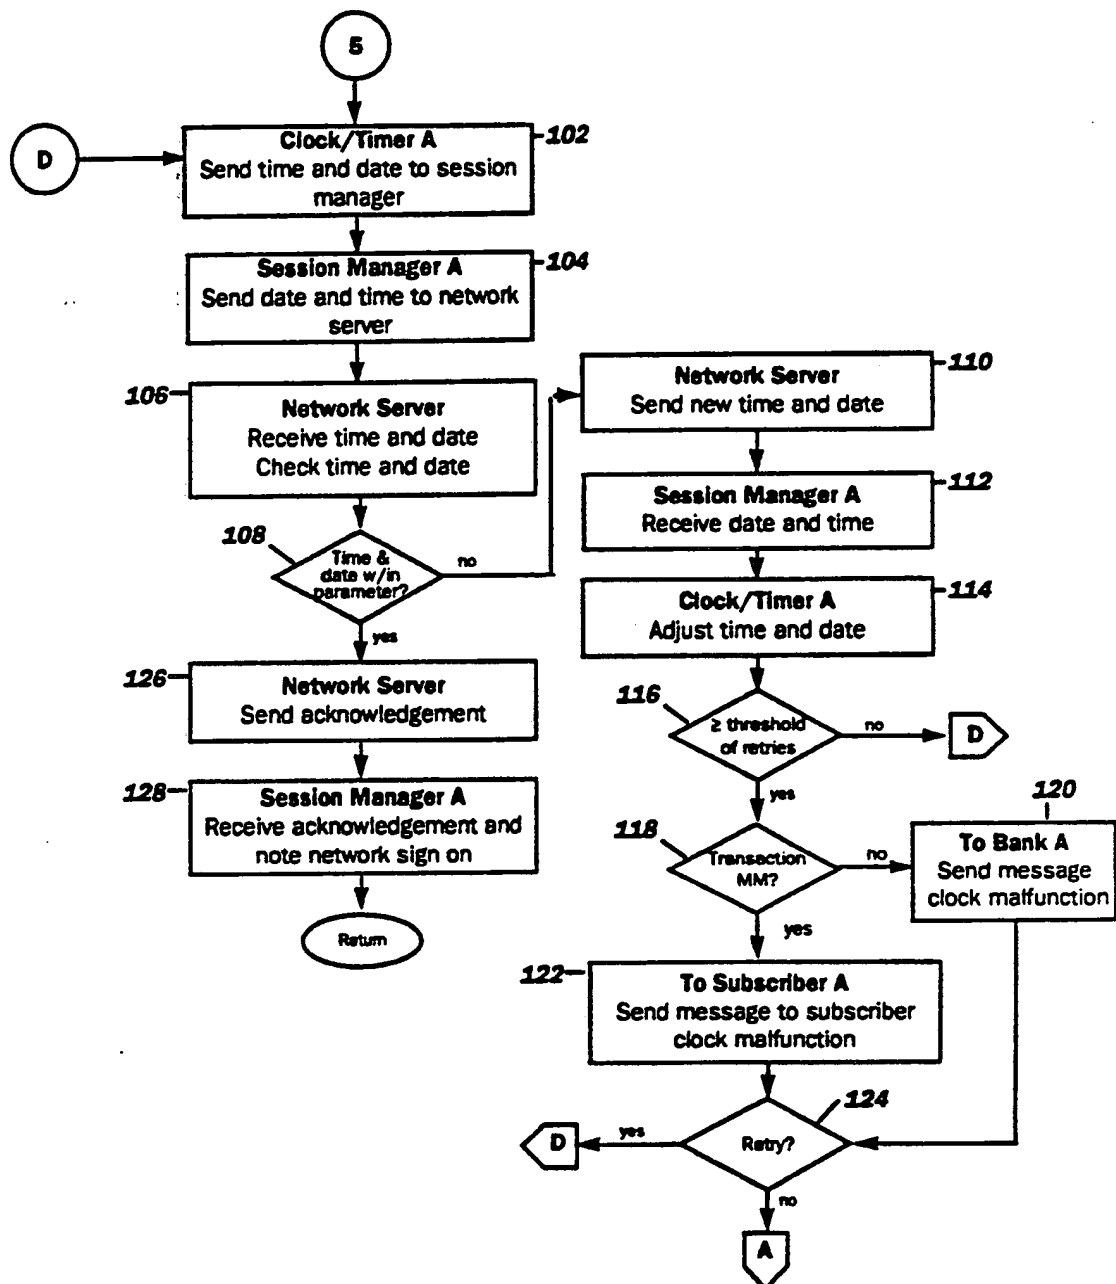 5
D
Clock/Timer A
Send time and date to session
manager
102
Session Manager A
Send date and time to network
server
104
106
Network Server
Receive time and date
Check time and date
108
Time &
date w/in
parameter?
no
yes
126
Network Server
Send acknowledgement
128
Session Manager A
Receive acknowledgement and
note network sign on
Return
Network Server
Send new time and date
110
Session Manager A
Receive date and time
112
Clock/Timer A
Adjust time and date
114
116
≥ threshold
of retries
no
D
yes
118
Transaction
MM?
no
120
To Bank A
Send message
clock malfunction
yes
122
To Subscriber A
Send message to subscriber
clock malfunction
124
Retry?
yes
D
no
A